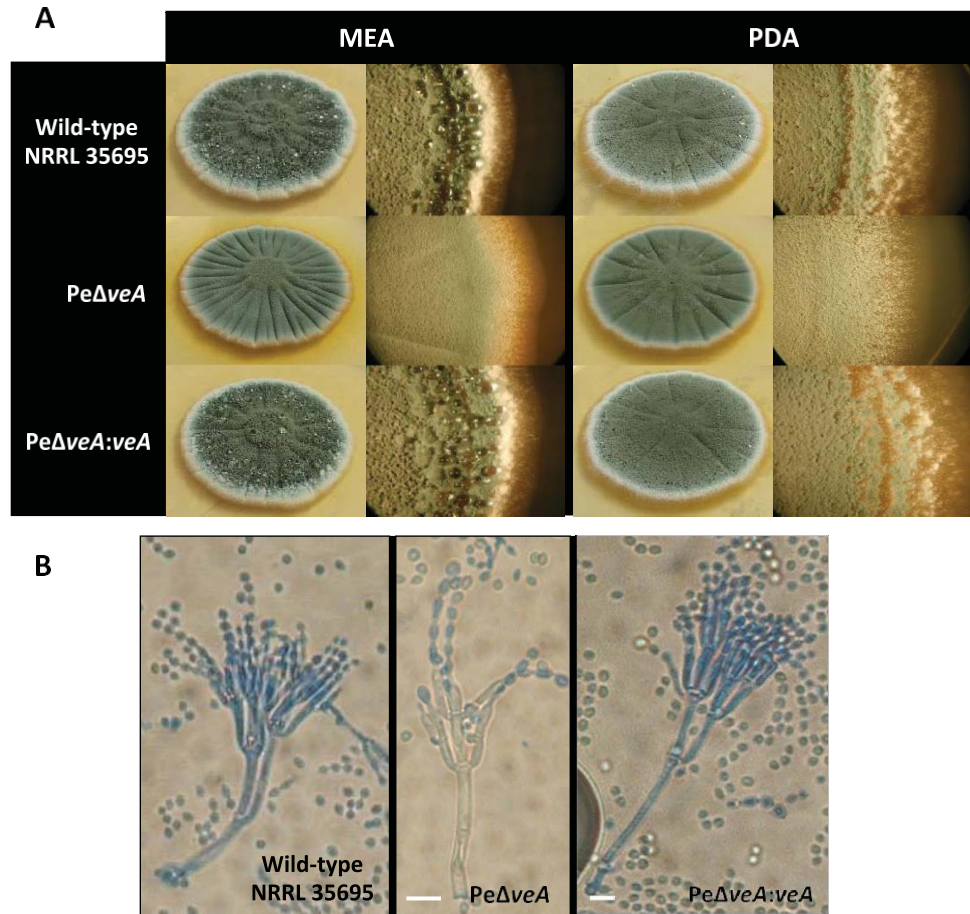 A
MEA
PDA
Wild-type
NRRL 35695
PeΔveA
PeΔveA:veA
B
Wild-type
NRRL 35695
PeΔveA
PeΔveA:veA